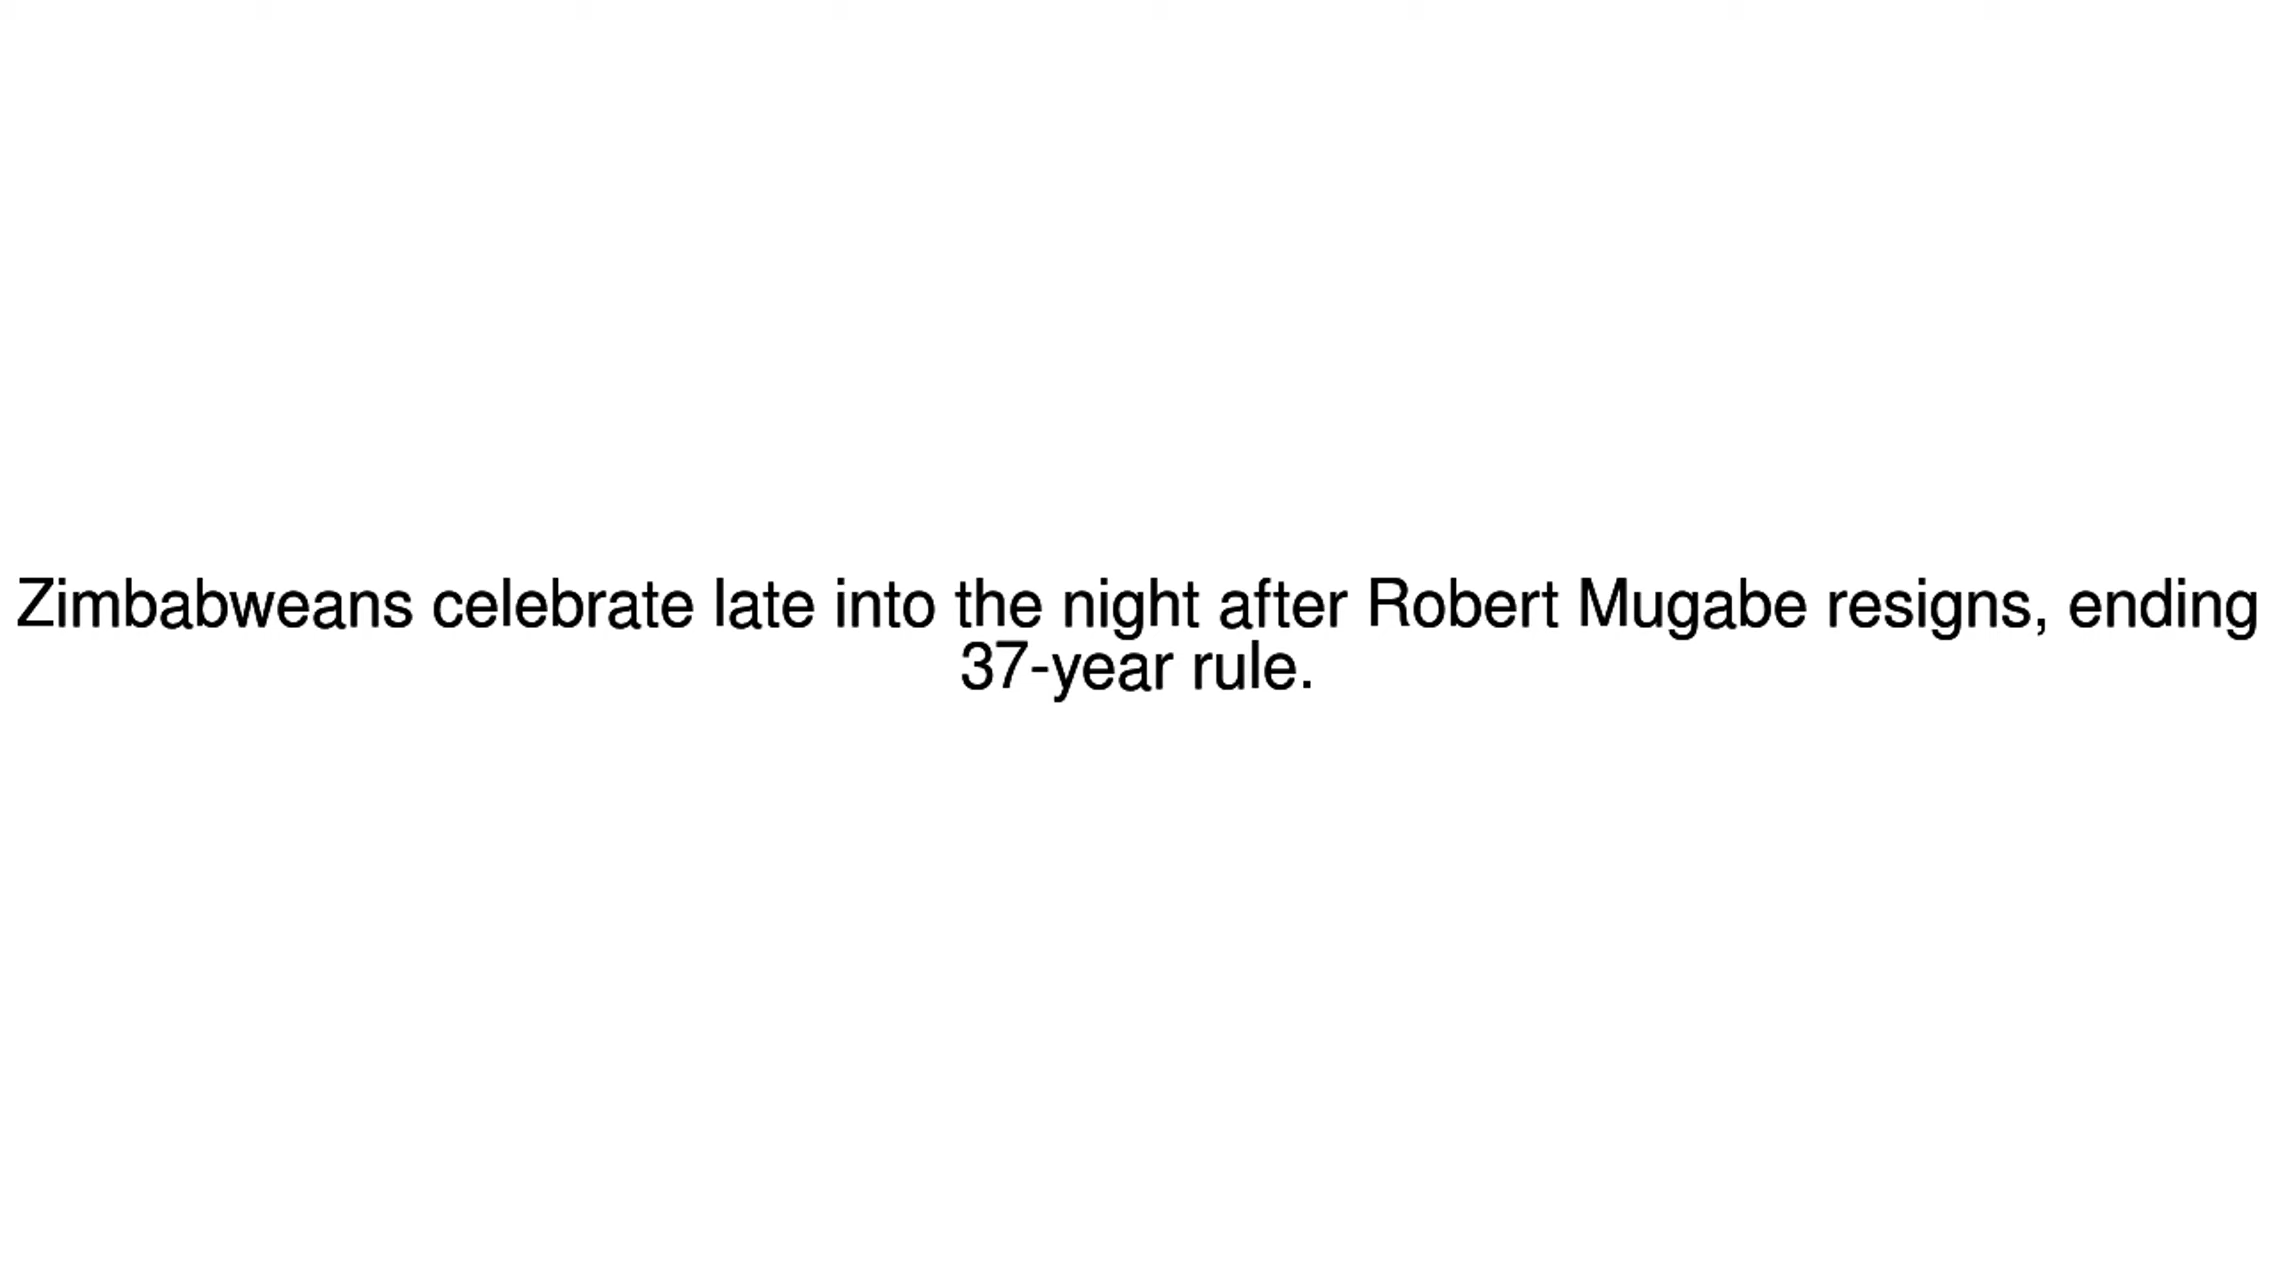 Zimbabweans celebrate late into the night after Robert Mugabe resigns, ending
37-year rule.